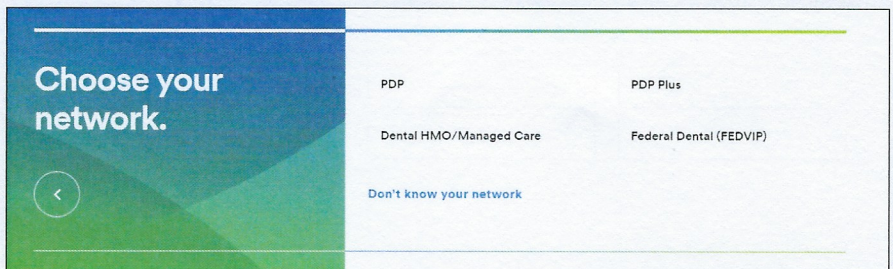 Choose your
network.
PDP
PDP Plus
Dental HMO/Managed Care
Federal Dental (FEDVIP)
Don't know your network